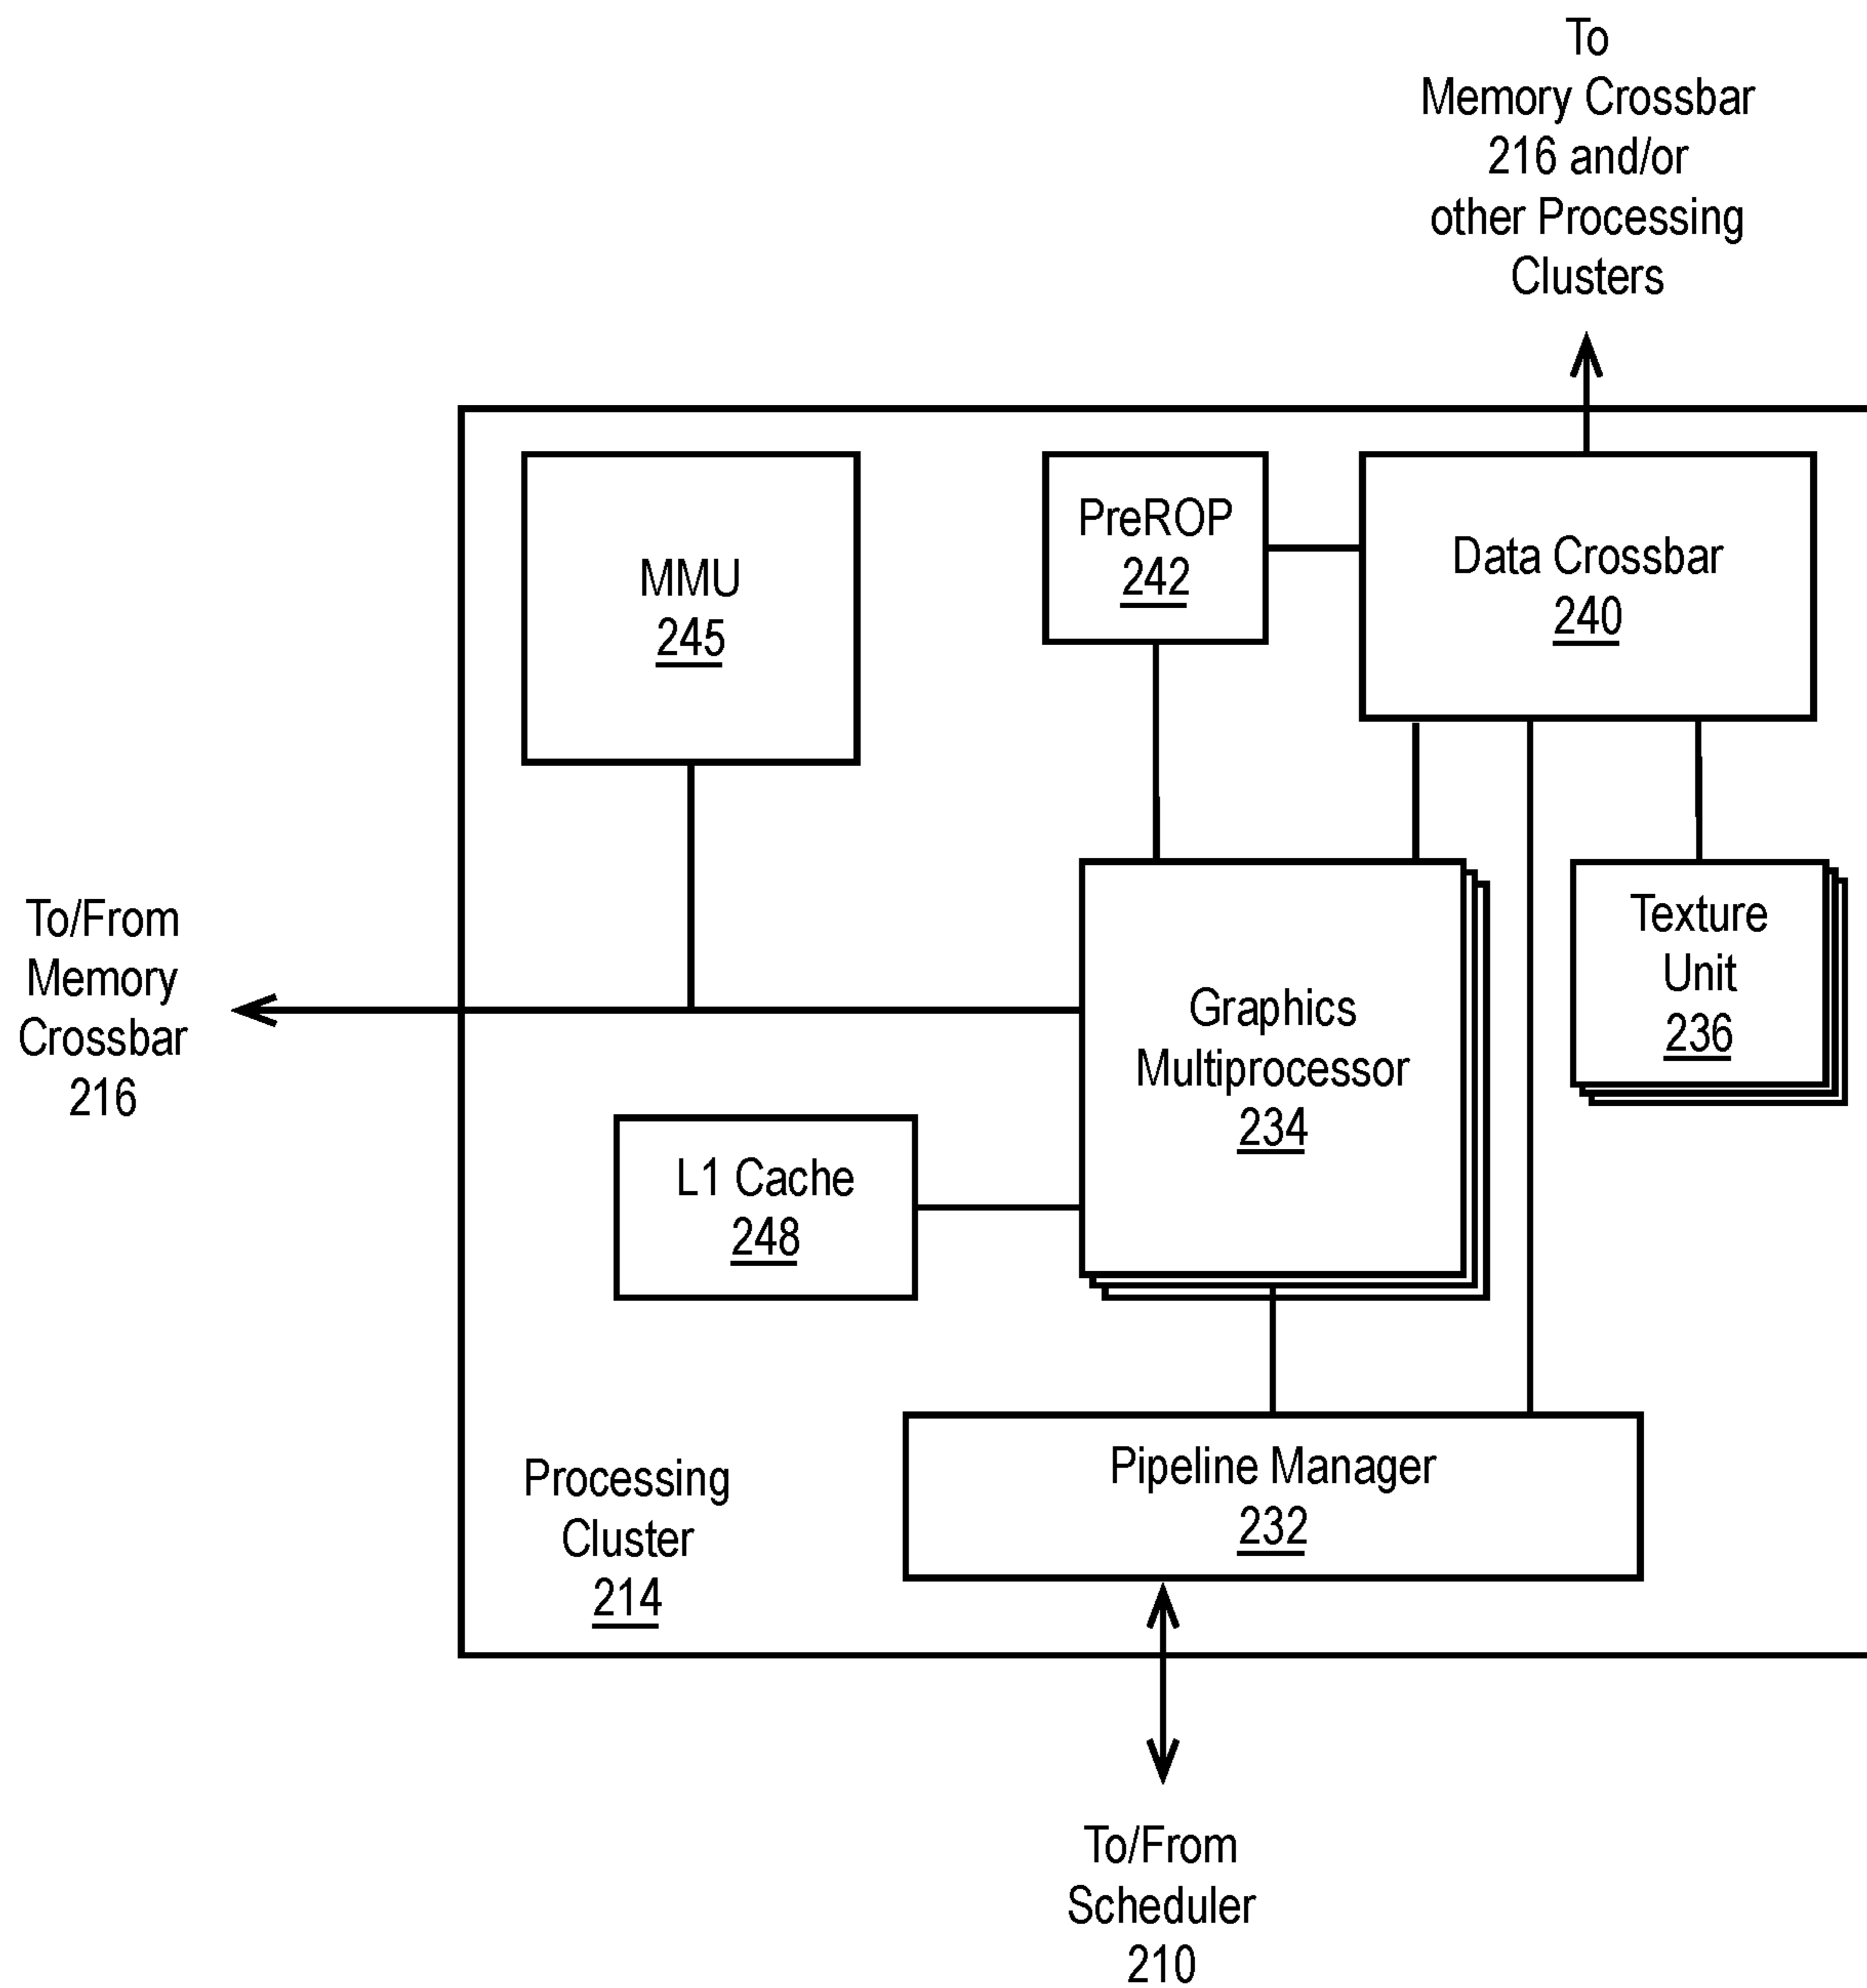 To
Memory Crossbar
216 and/or
other Processing
Clusters
MMU
245
PreROP
242
Data Crossbar
240
To/From
Memory
Crossbar
216
Graphics
Multiprocessor
234
Texture
Unit
236
L1 Cache
248
Processing
Cluster
214
Pipeline Manager
232
To/From
Scheduler
210